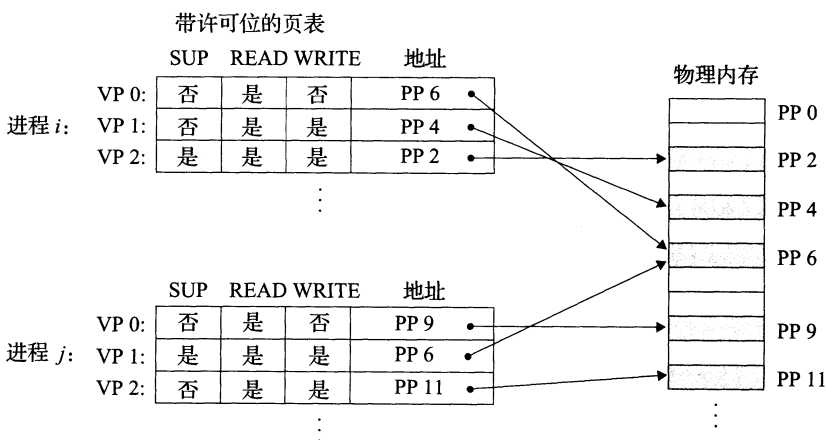 带许可位的页表
SUP READ WRITE 地址
进程 i：
VP 0: 否 是 否 PP 6
VP 1: 否 是 是 PP 4
VP 2: 是 是 是 PP 2
⋮
SUP READ WRITE 地址
进程 j：
VP 0: 否 是 否 PP 9
VP 1: 是 是 是 PP 6
VP 2: 否 是 是 PP 11
⋮
物理内存
PP 0
PP 2
PP 4
PP 6
PP 9
PP 11
⋮